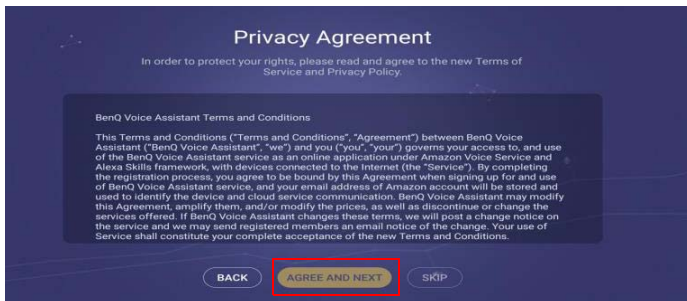 Privacy Agreement
In order to protect your rights, please read and agree to the new Terms of
Service and Privacy Policy.
BenQ Voice Assistant Terms and Conditions
This Terms and Conditions ("Terms and Conditions", "Agreement") between BenQ Voice
Assistant ("BenQ Voice Assistant", "we") and you ("you", "your") governs your access to, and use
of the BenQ Voice Assistant service as an online application under Amazon Voice Service and
Alexa Skills framework, with devices connected to the Internet (the "Service"). By completing
the registration process, you agree to be bound by this Agreement when signing up for and use
of BenQ Voice Assistant service, and your email address of Amazon account will be stored and
used to identify the device and cloud service communication. BenQ Voice Assistant may modify
this Agreement, amplify them, and/or modify the prices, as well as discontinue or change the
services offered. If BenQ Voice Assistant changes these terms, we will post a change notice on
the service and we may send registered members an email notice of the change. Your use of
Service shall constitute your complete acceptance of the new Terms and Conditions.
BACK AGREE AND NEXT SKIP